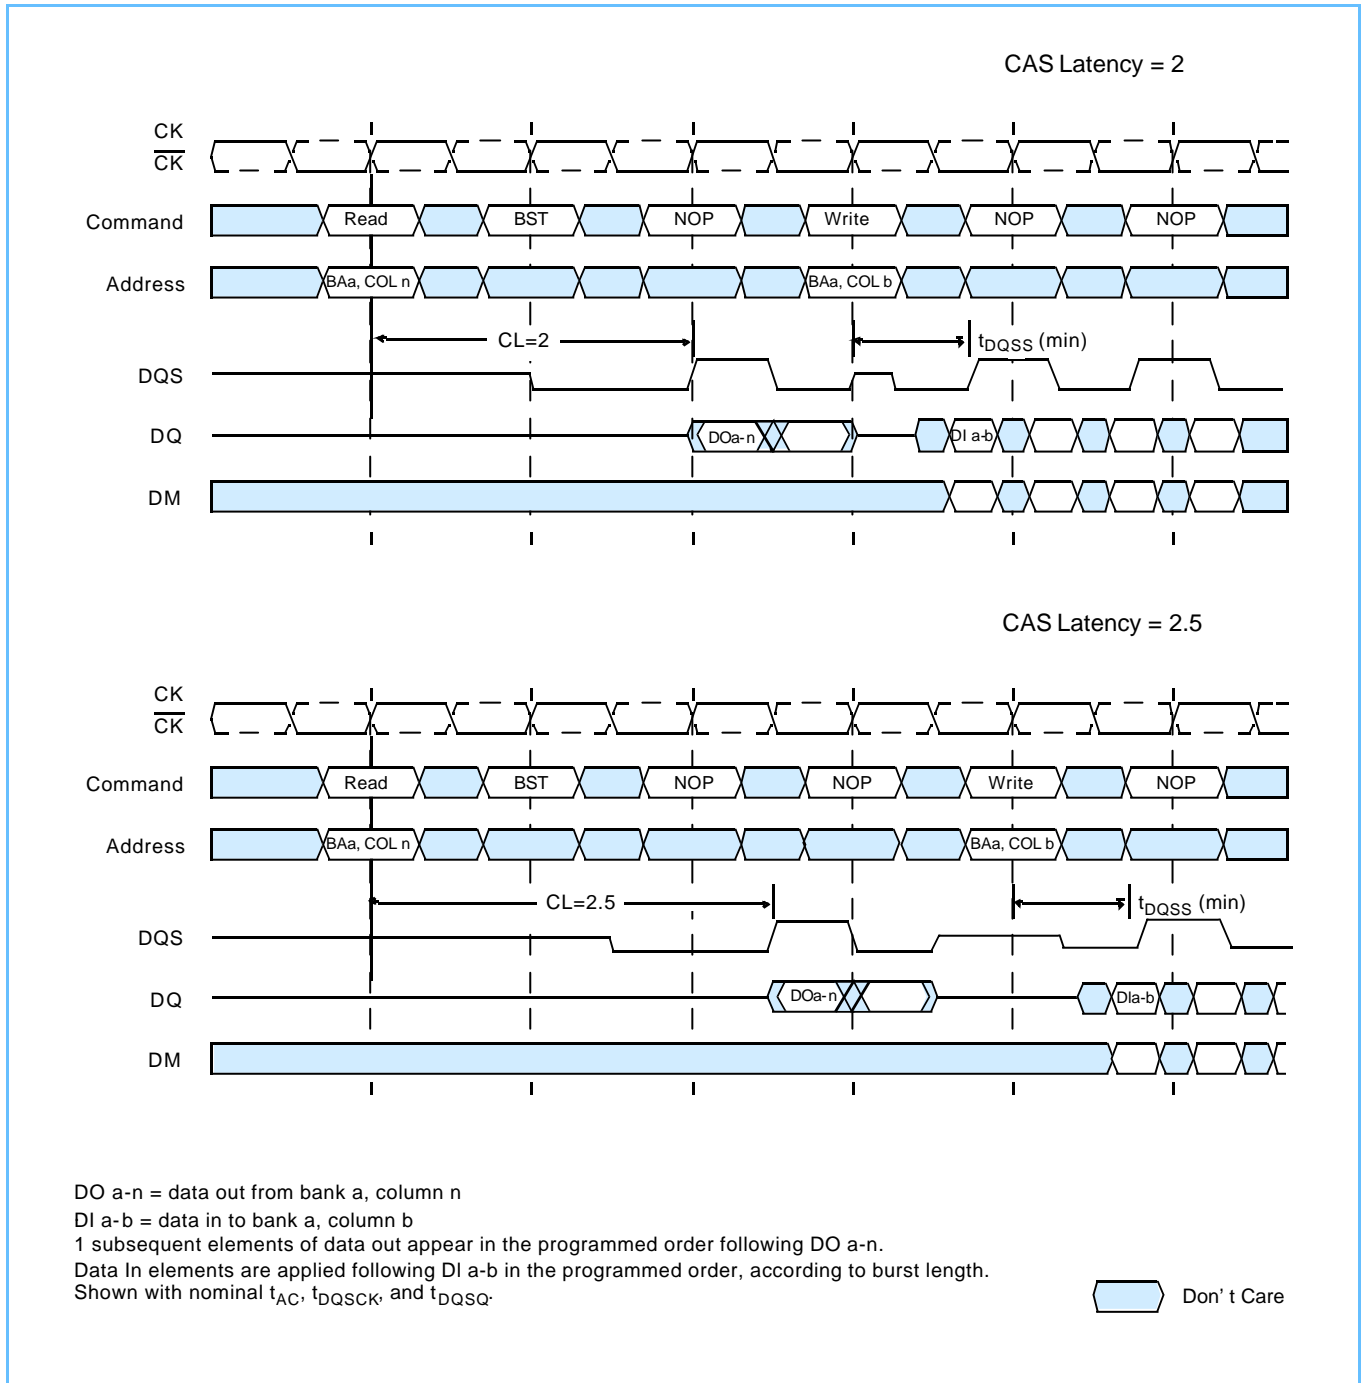 CAS Latency = 2
CK
CK
Command Read BST NOP Write NOP NOP
Address BAa, COL n BAa, COL b
CL=2 tDQSS (min)
DQS
DQ DOa-n DI a-b
DM
CAS Latency = 2.5
CK
CK
Command Read BST NOP NOP Write NOP
Address BAa, COL n BAa, COL b
CL=2.5 tDQSS (min)
DQS
DQ DOa-n DIa-b
DM
DO a-n = data out from bank a, column n
DI a-b = data in to bank a, column b
1 subsequent elements of data out appear in the programmed order following DO a-n.
Data In elements are applied following DI a-b in the programmed order, according to burst length.
Shown with nominal tAC, tDQSCK, and tDQSQ.
Don' t Care